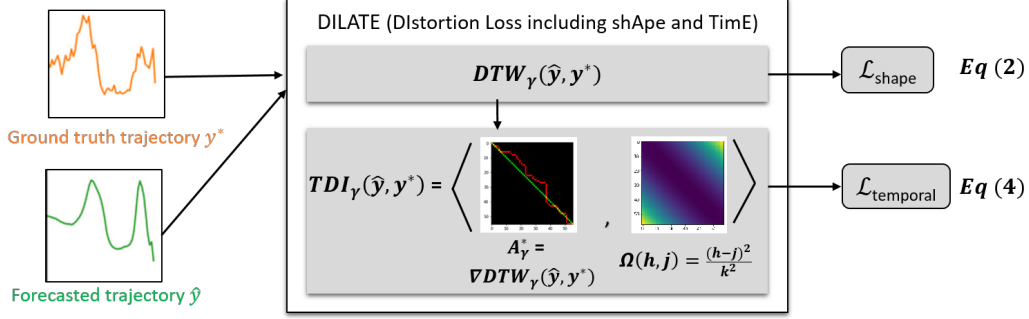 DILATE (DIstortion Loss including shApe and TimE)
DTWγ(ŷ, y*)
ℒshape
Eq (2)
Ground truth trajectory y*
TDIγ(ŷ, y*) = ⟨ , ⟩
A*γ =
∇DTWγ(ŷ, y*)
Ω(h, j) = (h−j)²/k²
ℒtemporal
Eq (4)
Forecasted trajectory ŷ